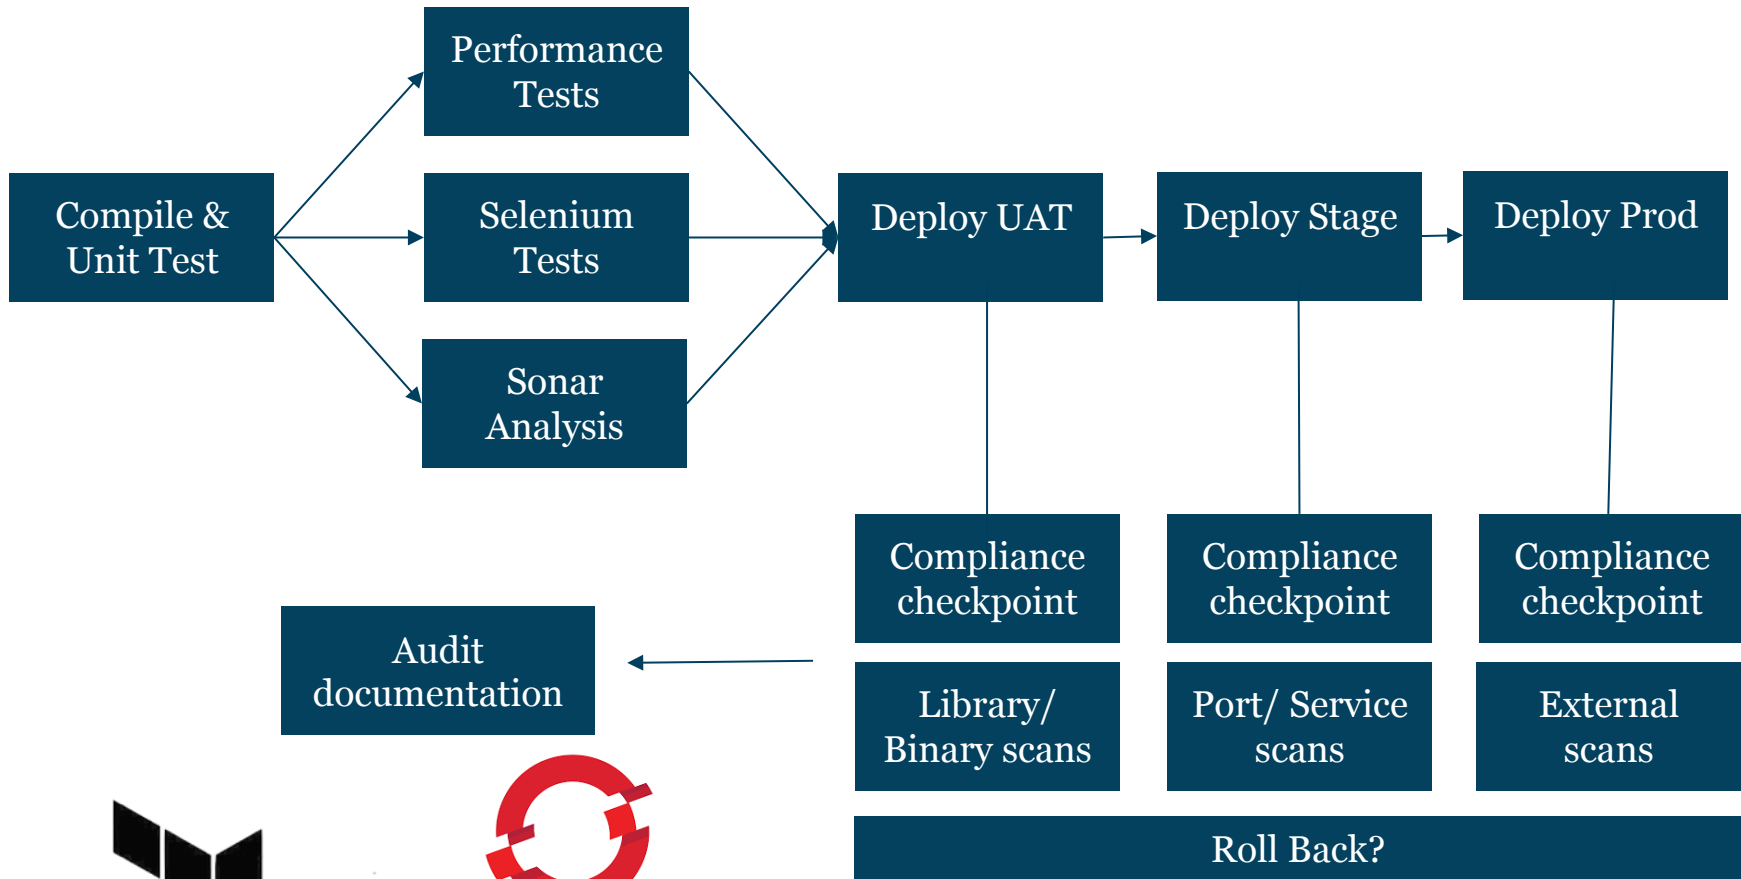 Performance
Tests
Compile &
Unit Test
Selenium
Tests
Sonar
Analysis
Deploy UAT
Deploy Stage
Deploy Prod
Compliance
checkpoint
Compliance
checkpoint
Compliance
checkpoint
Audit
documentation
Library/
Binary scans
Port/ Service
scans
External
scans
Roll Back?